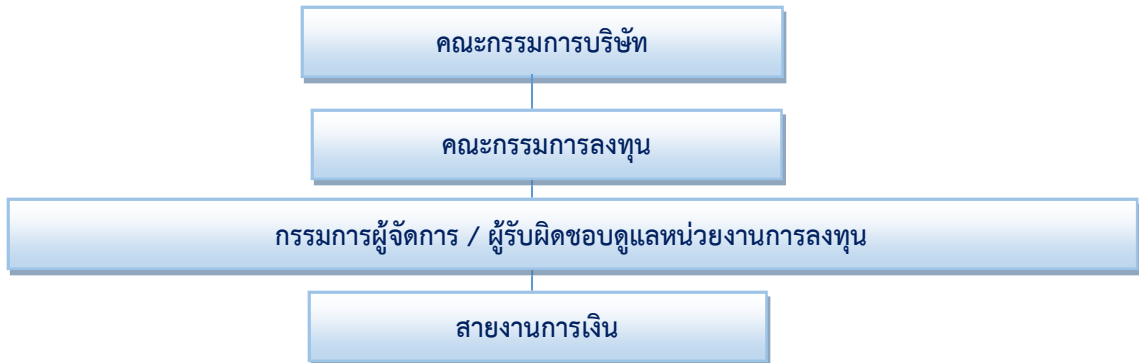 คณะกรรมการบริษัท
คณะกรรมการลงทุน
กรรมการผู้จัดการ / ผู้รับผิดชอบดูแลหน่วยงานการลงทุน
สายงานการเงิน